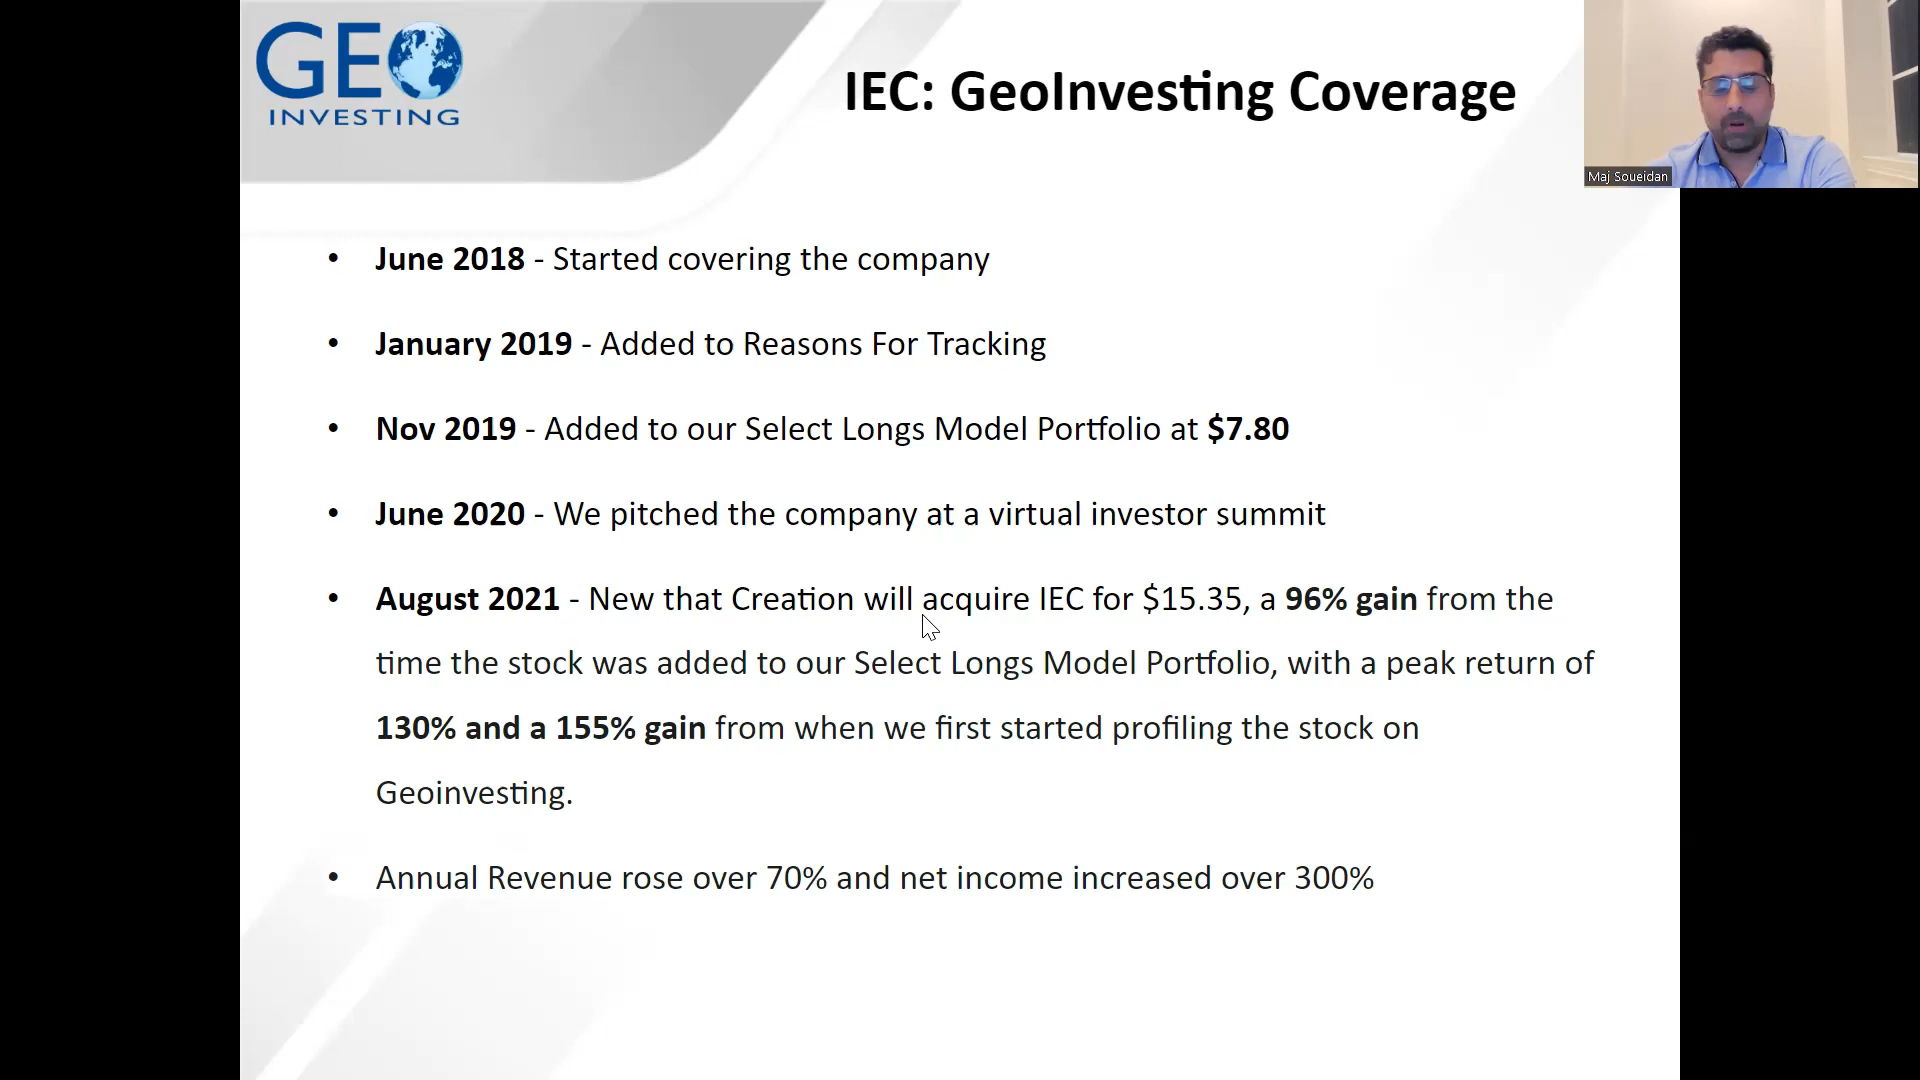 GEO
INVESTING
IEC: GeoInvesting Coverage
Maj Soueidan
• June 2018 - Started covering the company
• January 2019 - Added to Reasons For Tracking
• Nov 2019 - Added to our Select Longs Model Portfolio at $7.80
• June 2020 - We pitched the company at a virtual investor summit
• August 2021 - New that Creation will acquire IEC for $15.35, a 96% gain from the
time the stock was added to our Select Longs Model Portfolio, with a peak return of
130% and a 155% gain from when we first started profiling the stock on
Geoinvesting.
• Annual Revenue rose over 70% and net income increased over 300%